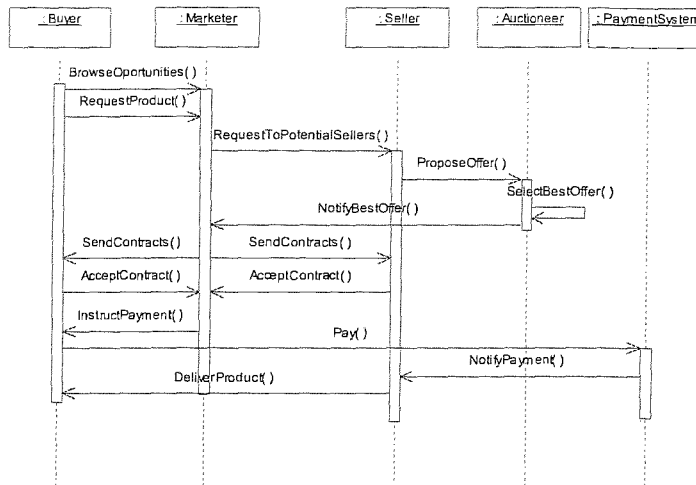 : Buyer
: Marketer
: Seller
: Auctioneer
: PaymentSystem
BrowseOportunities( )
RequestProduct( )
RequestToPotentialSellers( )
ProposeOffer( )
SelectBestOffer( )
NotifyBestOffer( )
SendContracts( )
SendContracts( )
AcceptContract( )
AcceptContract( )
InstructPayment( )
Pay( )
NotifyPayment( )
DeliverProduct( )